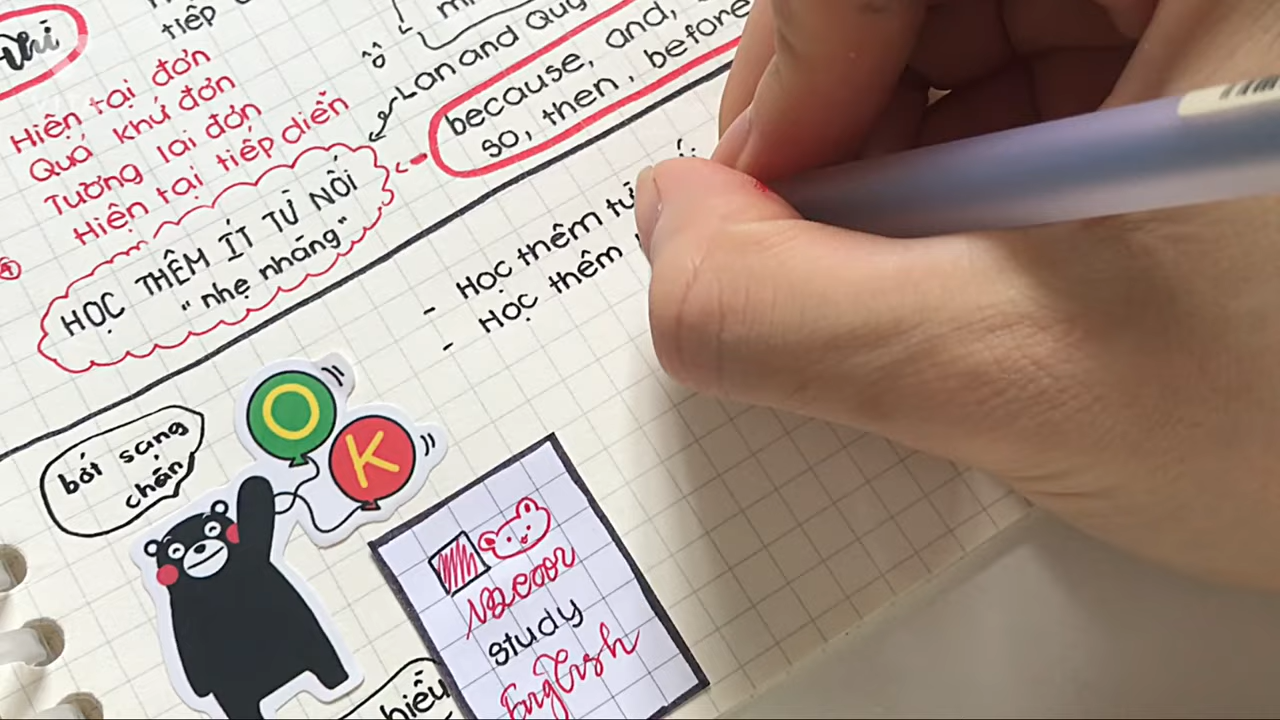 tiếp
Thì
Hiện tại đơn
Quá khứ đơn
Tương lai đơn
Hiện tại tiếp diễn
ô
Lan and Quy
because, and,
so, then, before
HỌC THÊM ÍT TỪ NỐI
"nhẹ nhàng"
- Học thêm từ
- Học thêm
bớt sang
chấn
O
K
study
English
hiểu